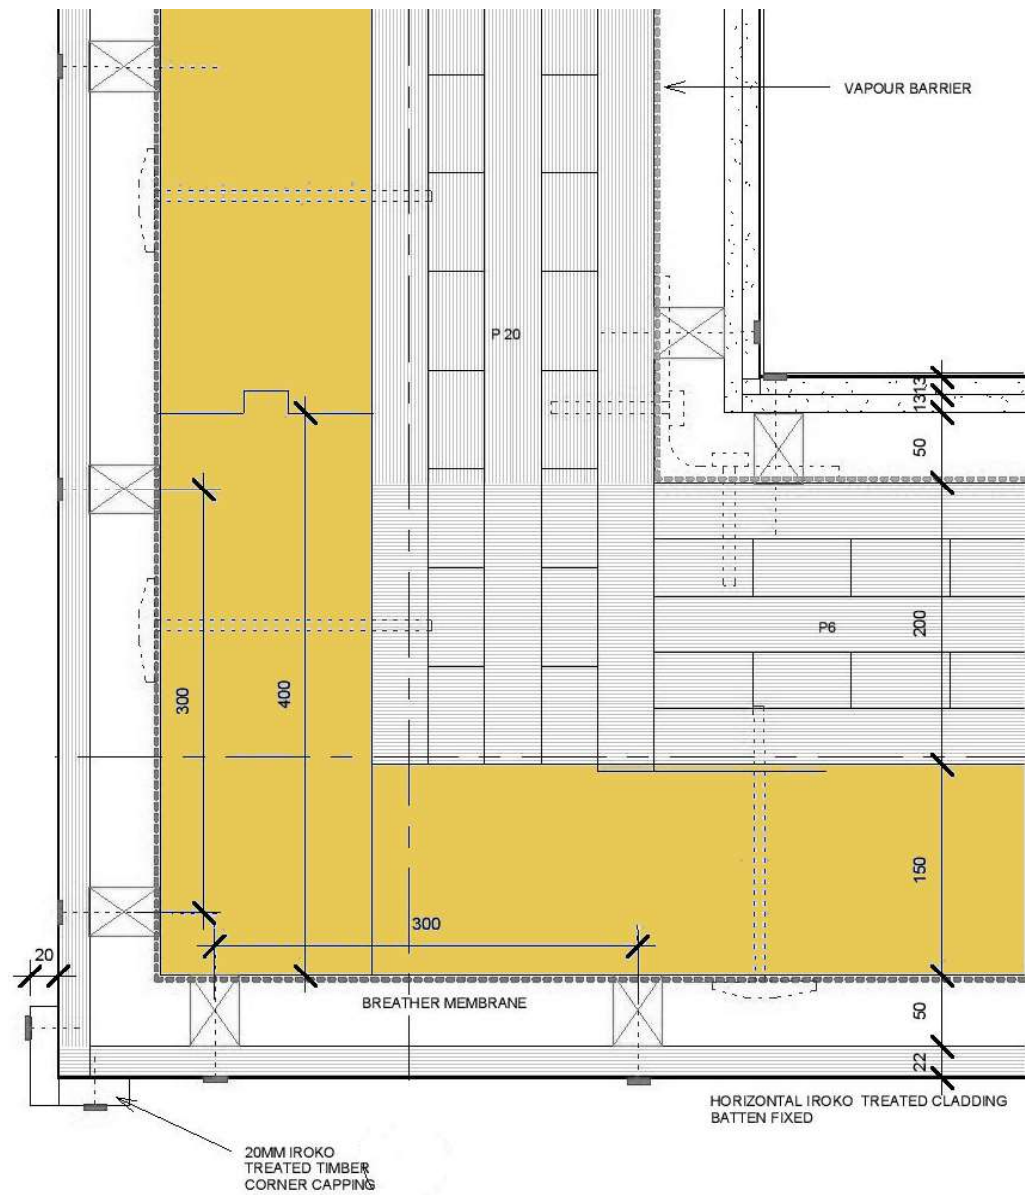 VAPOUR BARRIER
P 20
13
13
50
P6
200
300
400
150
300
20
BREATHER MEMBRANE
50
22
HORIZONTAL IROKO TREATED CLADDING
BATTEN FIXED
20MM IROKO
TREATED TIMBER
CORNER CAPPING